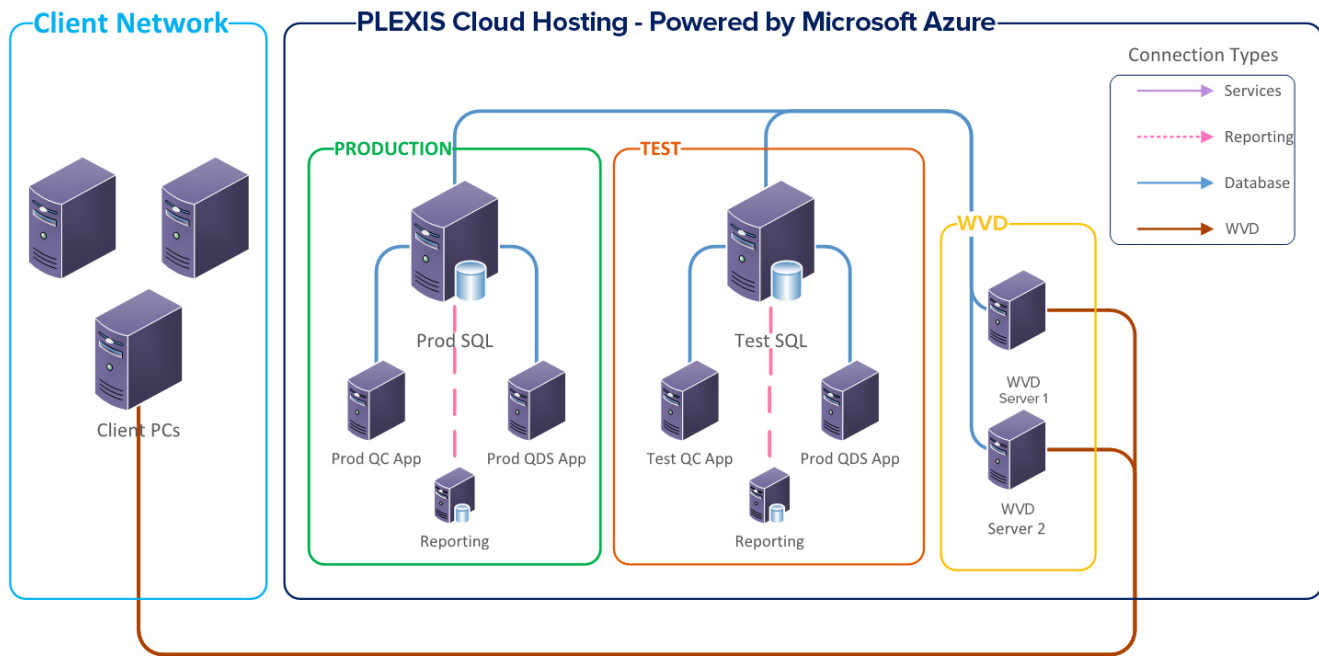 Client Network
PLEXIS Cloud Hosting - Powered by Microsoft Azure
Connection Types
Services
Reporting
Database
WVD
PRODUCTION
TEST
WVD
Prod SQL
Test SQL
WVD
Server 1
Client PCs
Prod QC App
Prod QDS App
Test QC App
Prod QDS App
WVD
Server 2
Reporting
Reporting